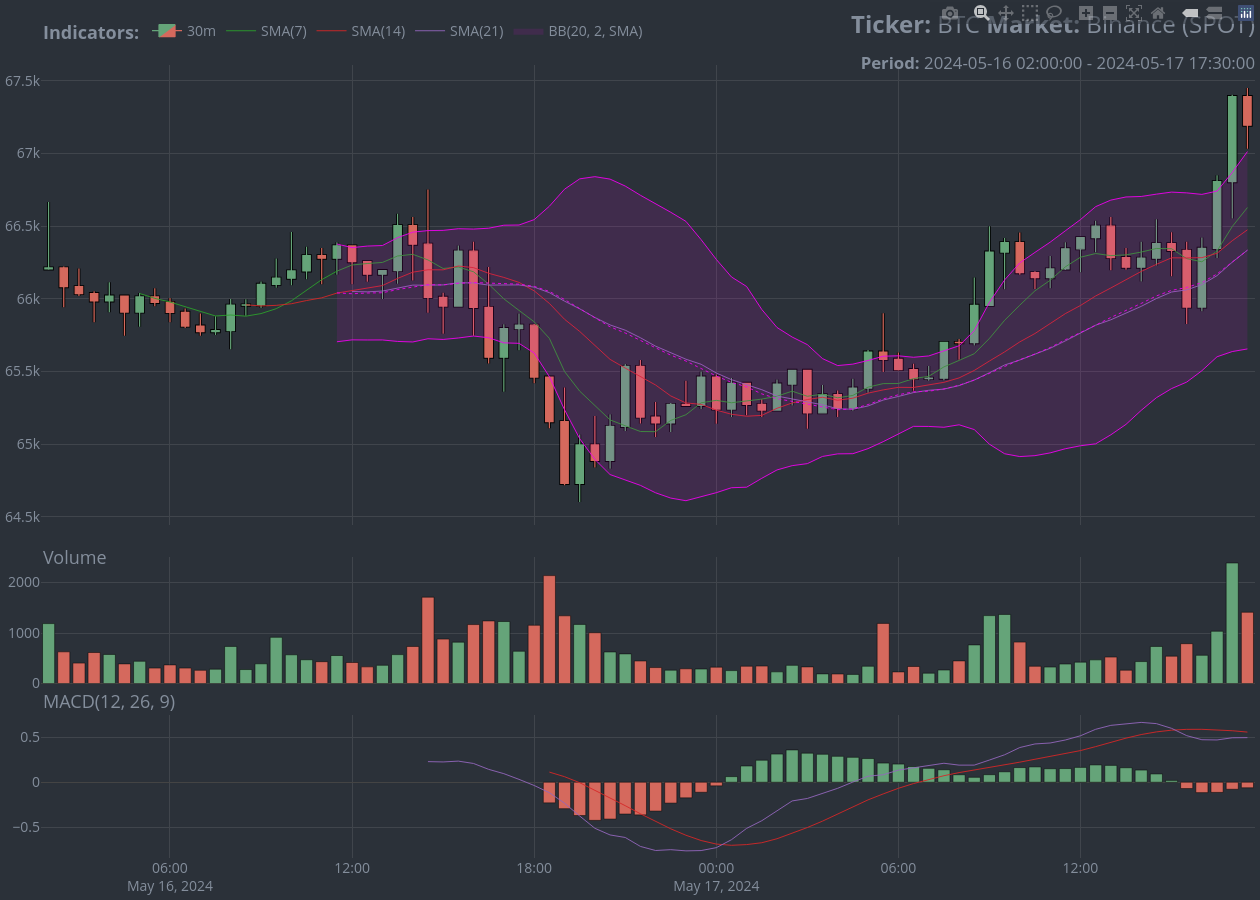 Indicators: 30m SMA(7) SMA(14) SMA(21) BB(20, 2, SMA)
Ticker: BTC Market: Binance (SPOT)
Period: 2024-05-16 02:00:00 - 2024-05-17 17:30:00
67.5k
67k
66.5k
66k
65.5k
65k
64.5k
Volume
2000
1000
0
MACD(12, 26, 9)
0.5
0
−0.5
06:00 12:00 18:00 00:00 06:00 12:00
May 16, 2024 May 17, 2024